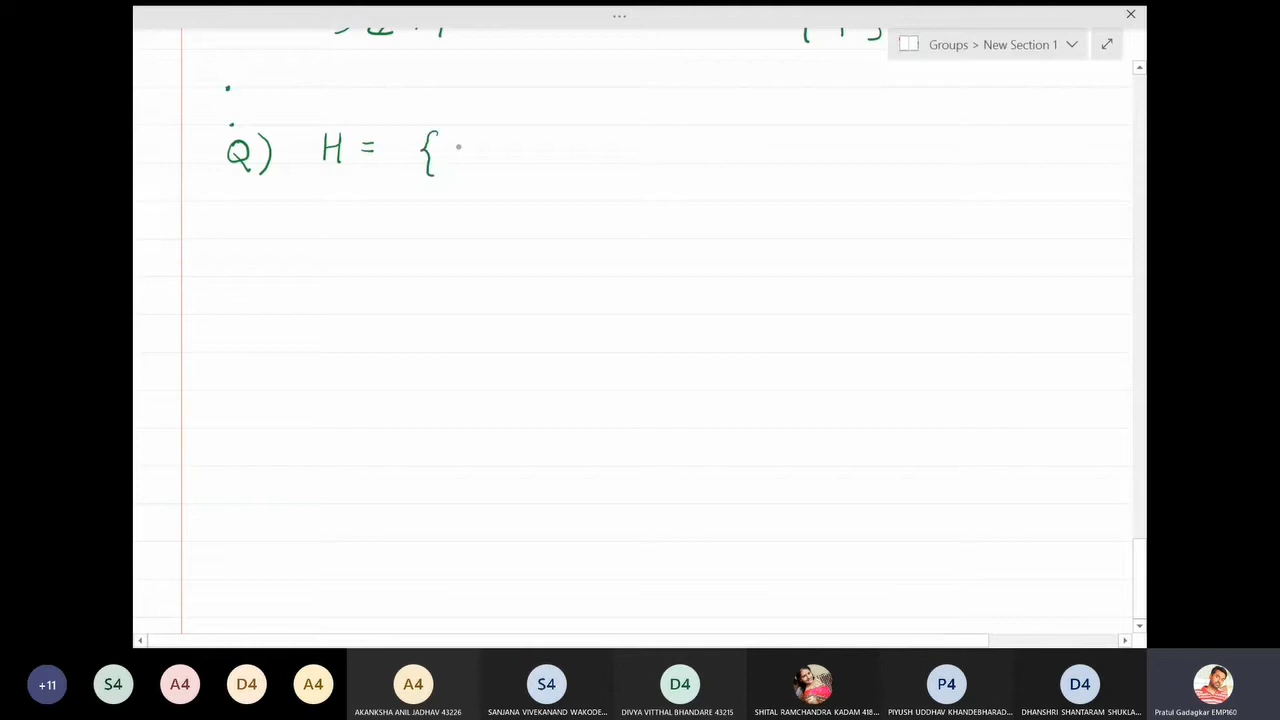 Groups > New Section 1
Q) H = {
+11
S4
A4
D4
A4
A4
S4
D4
P4
D4
AKANKSHA ANIL JADHAV 43226
SANJANA VIVEKANAND WAKODE...
DIVYA VITTHAL BHANDARE 43215
SHITAL RAMCHANDRA KADAM 418...
PIYUSH UDDHAV KHANDEBHARAD...
DHANSHRI SHANTARAM SHUKLA...
Pratul Gadagkar EMP160